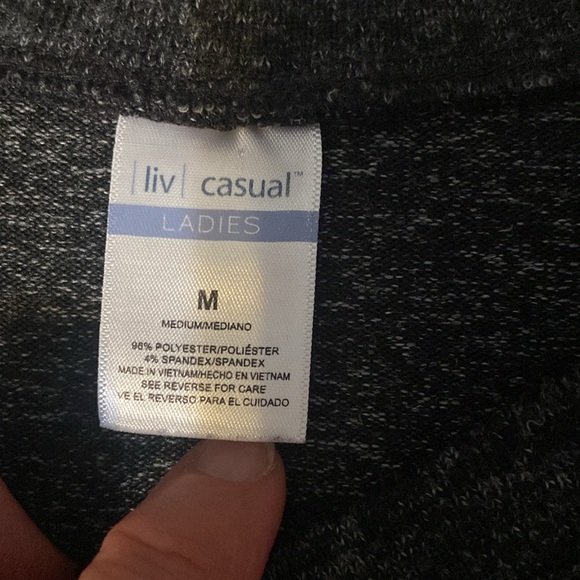 |liv| casual™
LADIES
M
MEDIUM/MEDIANO
96% POLYESTER/POLIÉSTER
4% SPANDEX/SPANDEX
MADE IN VIETNAM/HECHO EN VIETNAM
SEE REVERSE FOR CARE
VE EL REVERSO PARA EL CUIDADO